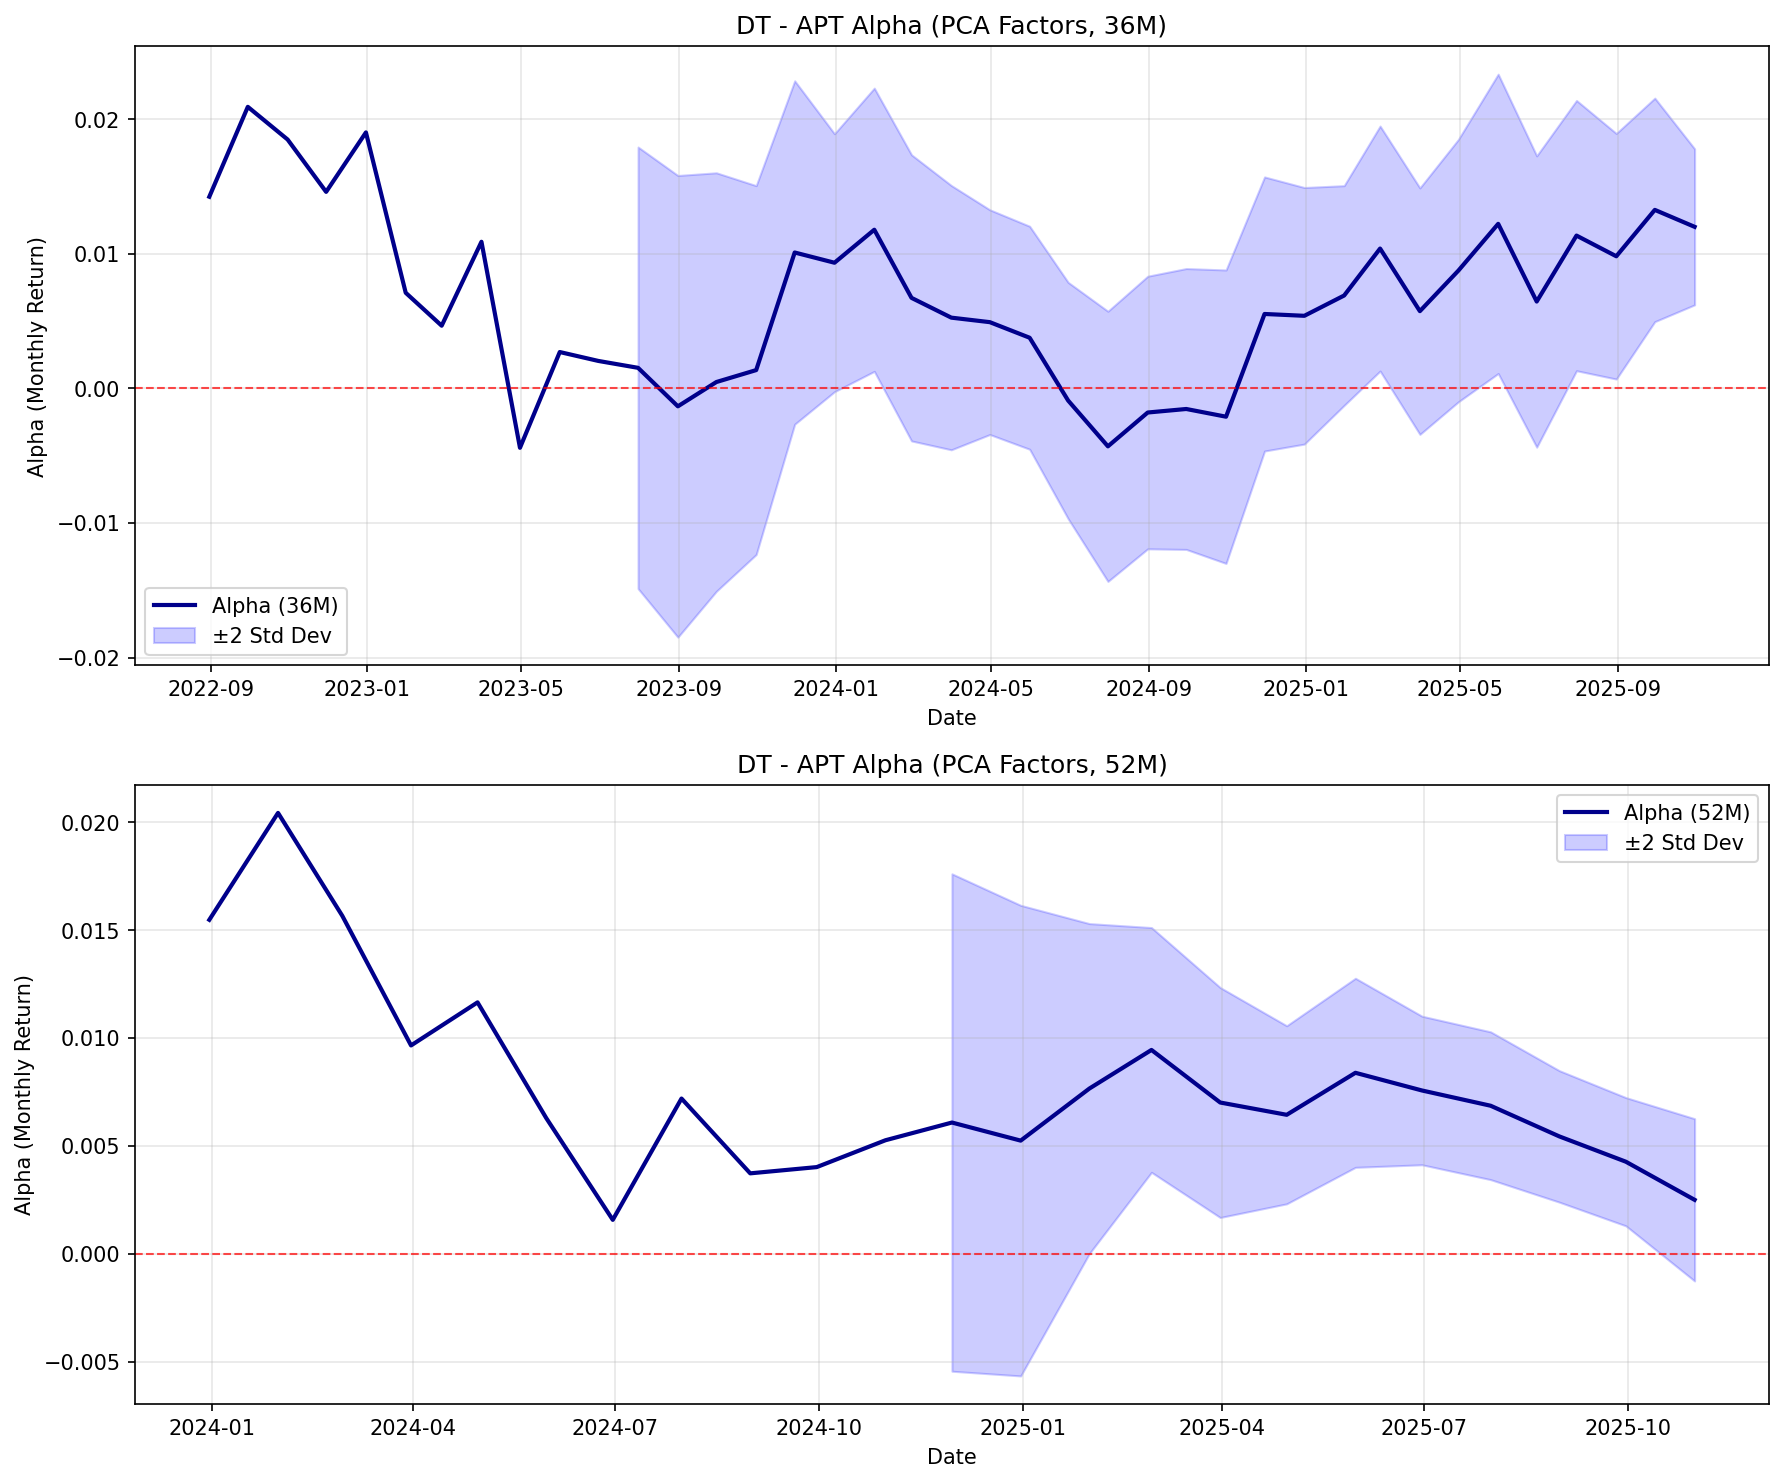 DT - APT Alpha (PCA Factors, 36M)
Alpha (Monthly Return)
0.02
0.01
0.00
−0.01
−0.02
Alpha (36M)
±2 Std Dev
2022-09 2023-01 2023-05 2023-09 2024-01 2024-05 2024-09 2025-01 2025-05 2025-09
Date
DT - APT Alpha (PCA Factors, 52M)
Alpha (Monthly Return)
0.020
0.015
0.010
0.005
0.000
−0.005
Alpha (52M)
±2 Std Dev
2024-01 2024-04 2024-07 2024-10 2025-01 2025-04 2025-07 2025-10
Date